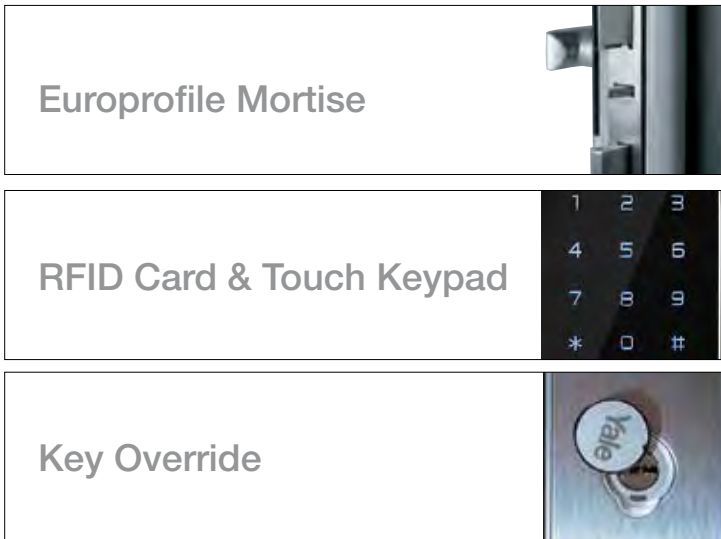 Europrofile Mortise
1 2 3
4 5 6
RFID Card & Touch Keypad
7 8 9
* 0 #
Key Override
Yale